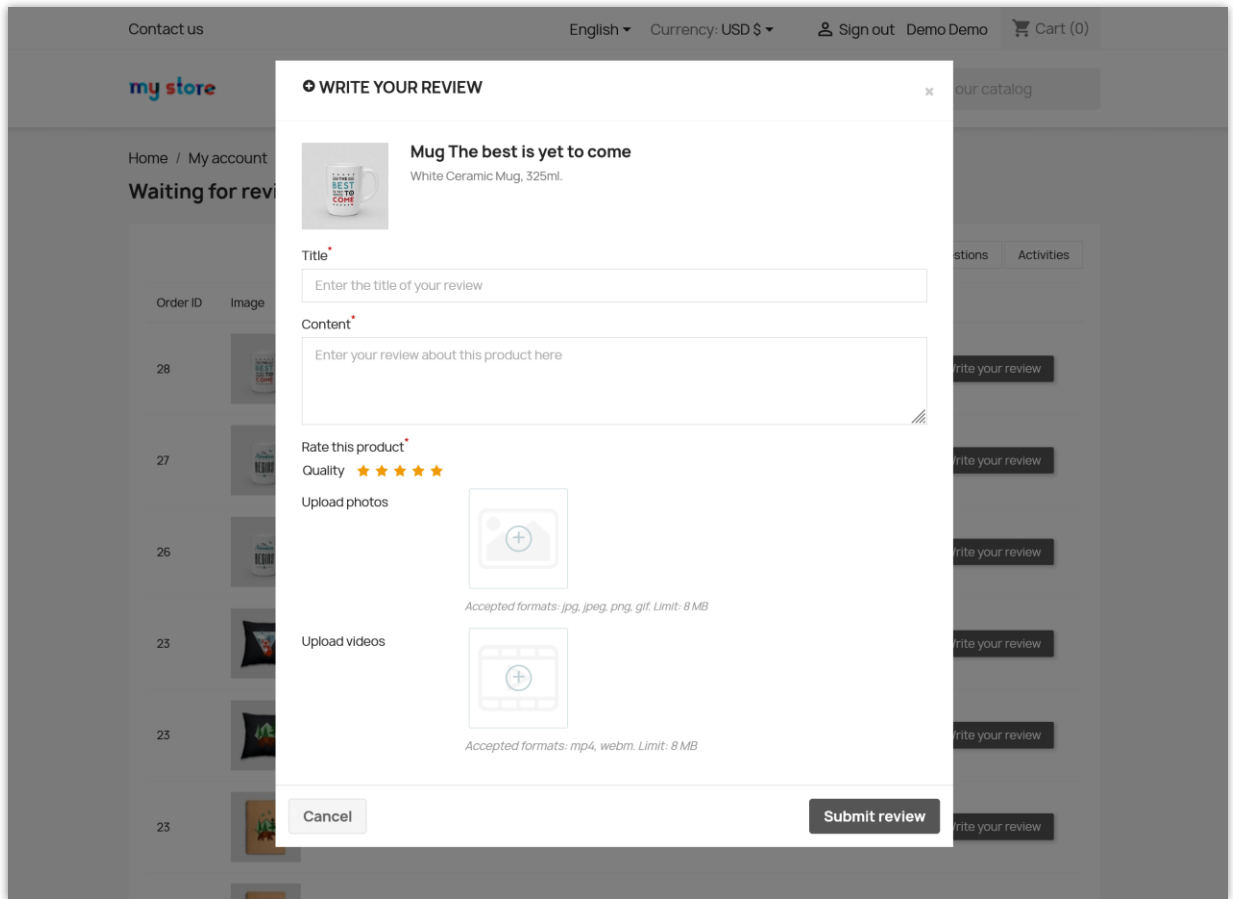 Contact us
English Currency: USD $ Sign out Demo Demo Cart (0)
my store
our catalog
Home / My account
Waiting for revi
WRITE YOUR REVIEW
×
Mug The best is yet to come
White Ceramic Mug, 325ml.
BEST
TO
COME
Title*
Enter the title of your review
Content*
Enter your review about this product here
Rate this product*
Quality
Upload photos
Accepted formats: jpg, jpeg, png, gif. Limit: 8 MB
Upload videos
Accepted formats: mp4, webm. Limit: 8 MB
Cancel
Submit review
stions Activities
Order ID Image
28 rite your review
27 rite your review
26 rite your review
23 rite your review
23 rite your review
23 rite your review